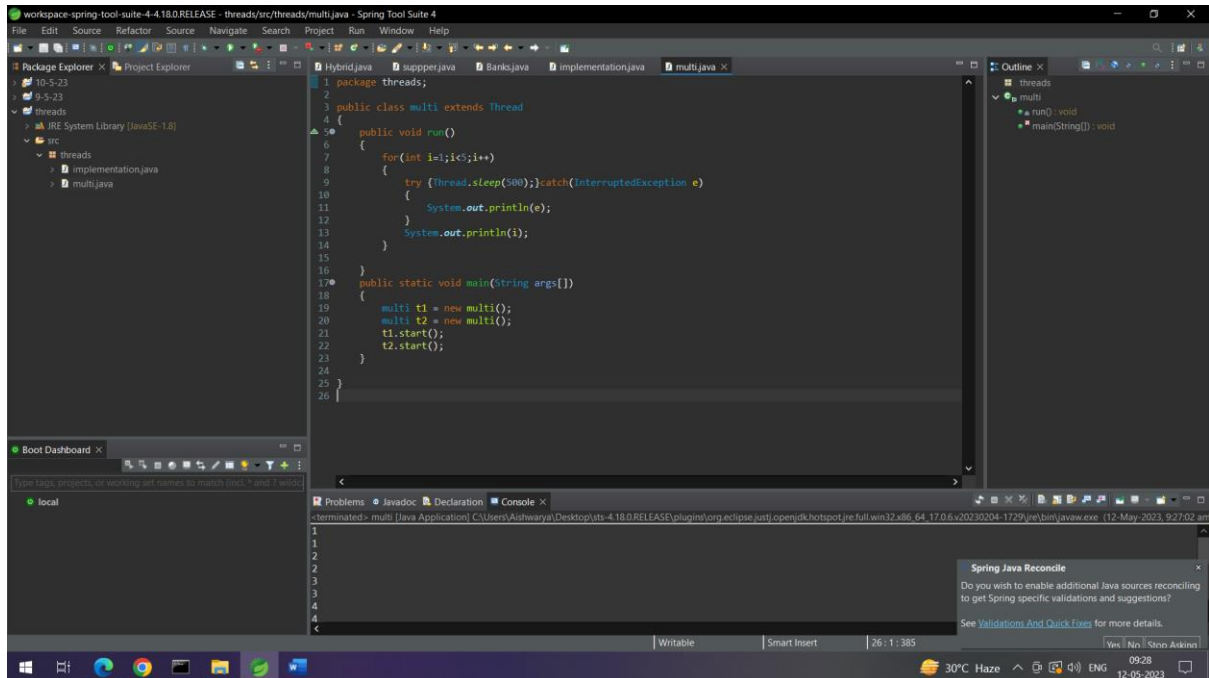 workspace-spring-tool-suite-4-4.18.0.RELEASE - threads/src/threads/multi.java - Spring Tool Suite 4
File Edit Source Refactor Source Navigate Search Project Run Window Help
Package Explorer Project Explorer
10-5-23
9-5-23
threads
JRE System Library [JavaSE-1.8]
src
threads
implementation.java
multi.java
Hybrid.java suppper.java Banks.java implementation.java multi.java
1 package threads;
2
3 public class multi extends Thread
4 {
5 public void run()
6 {
7 for(int i=1;i<5;i++)
8 {
9 try {Thread.sleep(500);}catch(InterruptedException e)
10 {
11 System.out.println(e);
12 }
13 System.out.println(i);
14 }
15
16 }
17 public static void main(String args[])
18 {
19 multi t1 = new multi();
20 multi t2 = new multi();
21 t1.start();
22 t2.start();
23 }
24
25 }
26
Outline
threads
multi
run() : void
main(String[]) : void
Boot Dashboard
Type tags, projects, or working set names to match (incl. * and ? wildc
local
Problems Javadoc Declaration Console
<terminated> multi [Java Application] C:\Users\Aishwarya\Desktop\sts-4.18.0.RELEASE\plugins\org.eclipse.justj.openjdk.hotspot.jre.full.win32.x86_64_17.0.6.v20230204-1729\jre\bin\javaw.exe (12-May-2023, 9:27:02 am
1
1
2
2
3
3
4
4
Spring Java Reconcile
Do you wish to enable additional Java sources reconciling
to get Spring specific validations and suggestions?
See Validations And Quick Fixes for more details.
Yes No Stop Asking
Writable Smart Insert 26 : 1 : 385
30°C Haze ENG 09:28
12-05-2023